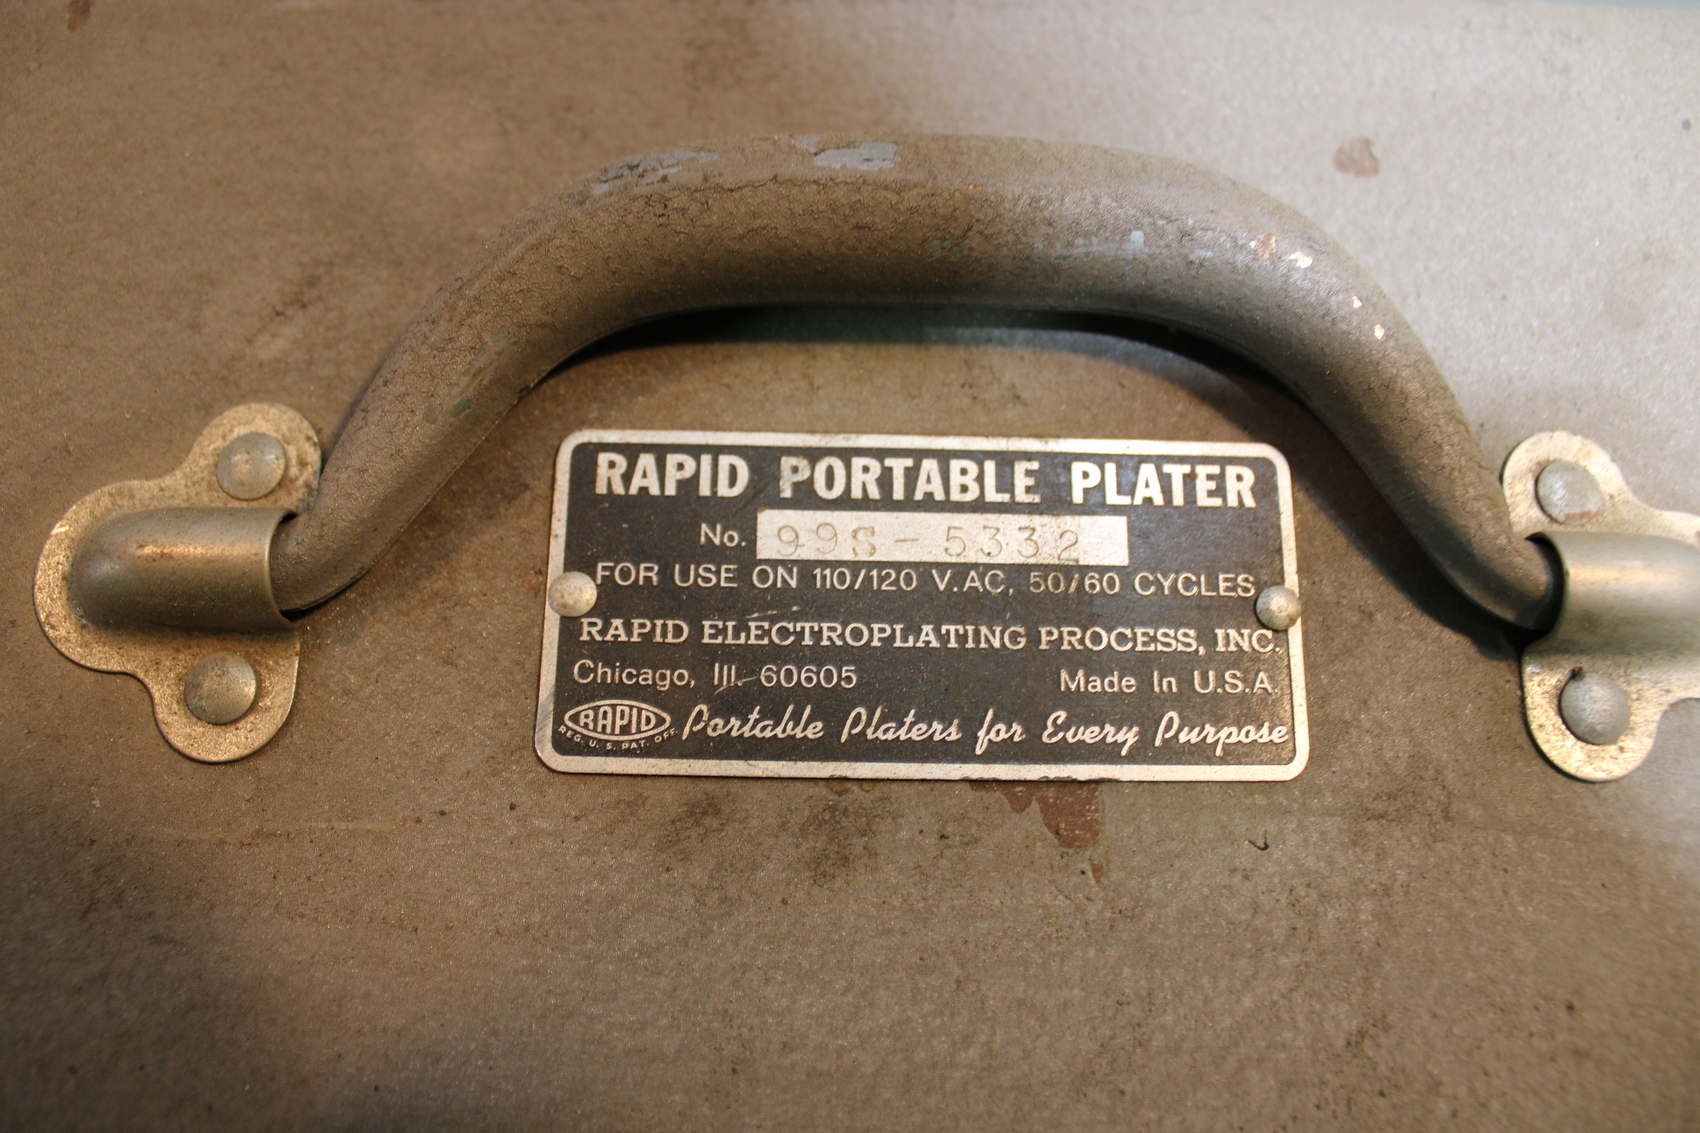 RAPID PORTABLE PLATER
No. 99S-5332
FOR USE ON 110/120 V.AC, 50/60 CYCLES
RAPID ELECTROPLATING PROCESS, INC.
Chicago, Ill. 60605 Made In U.S.A.
RAPID Portable Platers for Every Purpose
REG. U. S. PAT. OFF.